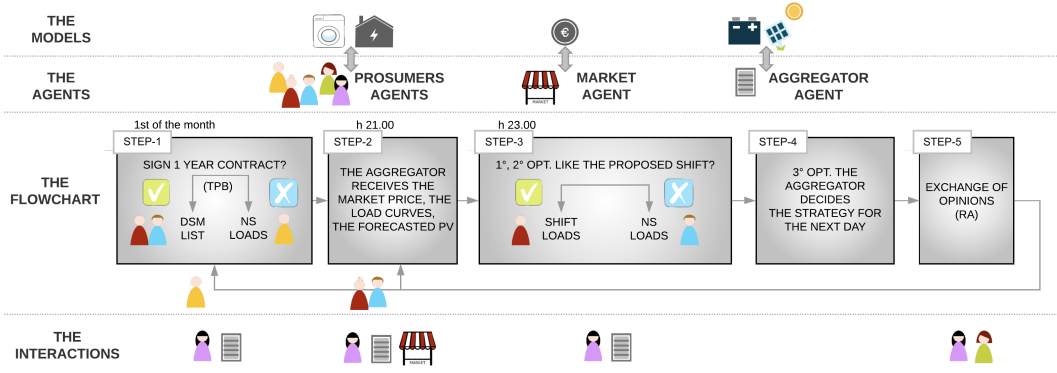 THE
MODELS
€
THE
AGENTS
PROSUMERS
AGENTS
MARKET
MARKET
AGENT
AGGREGATOR
AGENT
THE
FLOWCHART
1st of the month
STEP-1
SIGN 1 YEAR CONTRACT?
(TPB)
DSM
LIST
NS
LOADS
h 21.00
STEP-2
THE AGGREGATOR
RECEIVES THE
MARKET PRICE, THE
LOAD CURVES,
THE FORECASTED PV
h 23.00
STEP-3
1°, 2° OPT. LIKE THE PROPOSED SHIFT?
SHIFT
LOADS
NS
LOADS
STEP-4
3° OPT. THE
AGGREGATOR
DECIDES
THE STRATEGY FOR
THE NEXT DAY
STEP-5
EXCHANGE OF
OPINIONS
(RA)
THE
INTERACTIONS
MARKET